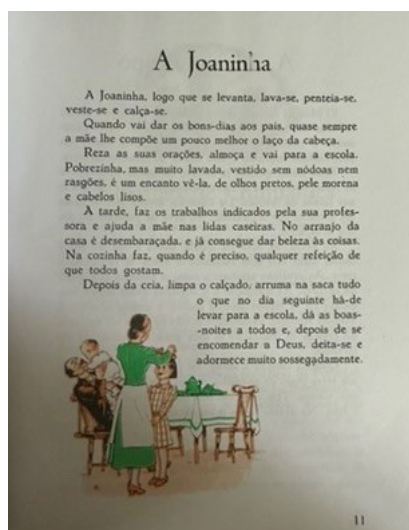 A Joaninha
A Joaninha, logo que se levanta, lava-se, penteia-se,
veste-se e calça-se.
Quando vai dar os bons-dias aos pais, quase sempre
a mãe lhe compõe um pouco melhor o laço da cabeça.
Reza as suas orações, almoça e vai para a escola.
Pobrezinha, mas muito lavada, vestido sem nódoas nem
rasgões, é um encanto vê-la, de olhos pretos, pele morena
e cabelos lisos.
À tarde, faz os trabalhos indicados pela sua profes-
sora e ajuda a mãe nas lidas caseiras. No arranjo da
casa é desembaraçada, e já consegue dar beleza às coisas.
Na cozinha faz, quando é preciso, qualquer refeição de
que todos gostam.
Depois da ceia, limpa o calçado, arruma na saca tudo
o que no dia seguinte há-de
levar para a escola, dá as boas-
-noites a todos e, depois de se
encomendar a Deus, deita-se e
adormece muito sossegadamente.
11